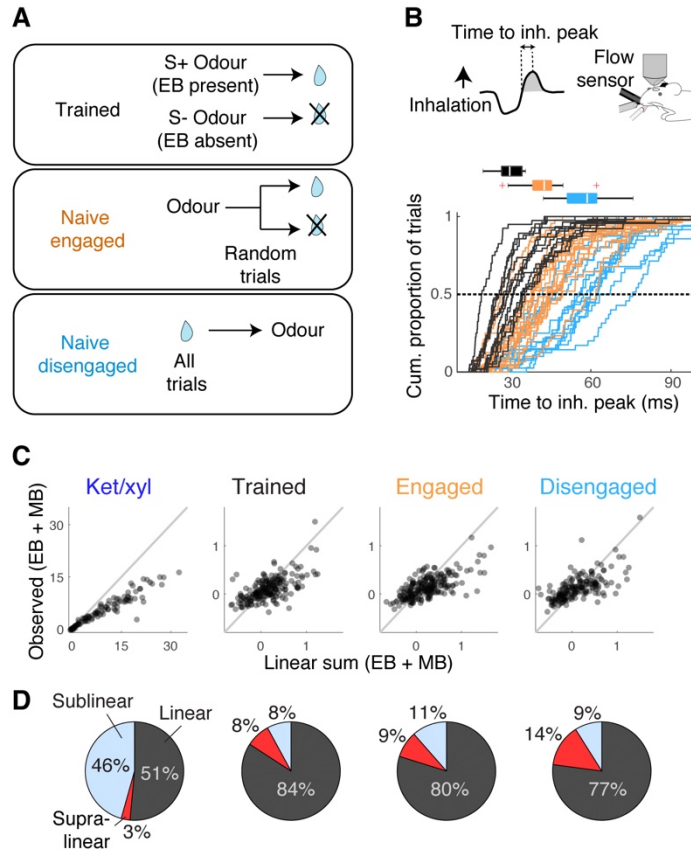 A
Trained
S+ Odour
(EB present)
S- Odour
(EB absent)
Naive
engaged
Odour
Random
trials
Naive
disengaged
Odour
All
trials
B
Time to inh. peak
Inhalation
Flow
sensor
Cum. proportion of trials
1
0.5
0
30
60
90
Time to inh. peak (ms)
C
Ket/xyl
Trained
Engaged
Disengaged
Observed (EB + MB)
30
15
0
0
15
30
1
0
0
1
1
0
0
1
1
0
0
1
Linear sum (EB + MB)
D
Sublinear
Linear
46%
51%
Supra-
linear
3%
8%
8%
84%
11%
9%
80%
9%
14%
77%